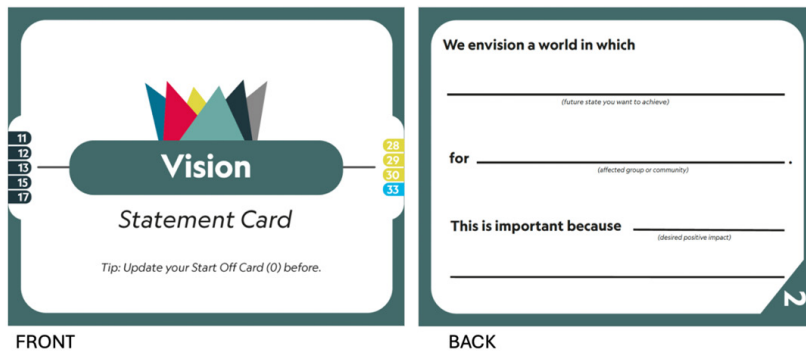 11
12
13
15
17
28
29
30
33
Vision
Statement Card
Tip: Update your Start Off Card (0) before.
FRONT
We envision a world in which
(future state you want to achieve)
for
(affected group or community)
.
This is important because
(desired positive impact)
2
BACK